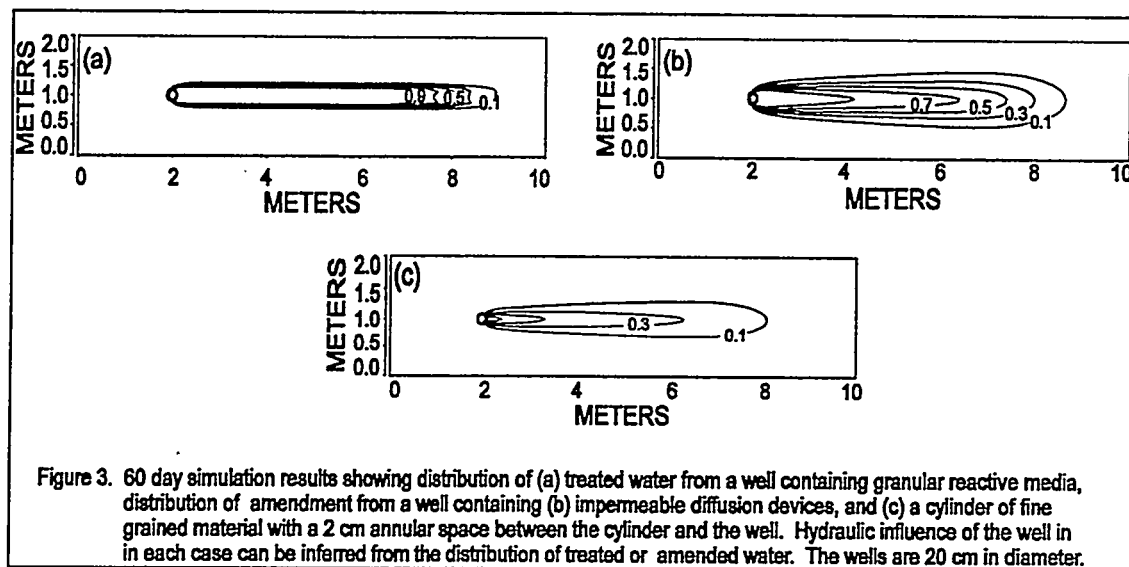 (a)
METERS
2.0
1.5
1.0
0.5
0.0
0.9
0.5
0.1
0 2 4 6 8 10
METERS
(b)
METERS
2.0
1.5
1.0
0.5
0.0
0.7
0.5
0.3
0.1
0 2 4 6 8 10
METERS
(c)
METERS
2.0
1.5
1.0
0.5
0.0
0.3
0.1
0 2 4 6 8 10
METERS
Figure 3. 60 day simulation results showing distribution of (a) treated water from a well containing granular reactive media,
distribution of amendment from a well containing (b) impermeable diffusion devices, and (c) a cylinder of fine
grained material with a 2 cm annular space between the cylinder and the well. Hydraulic influence of the well in
in each case can be inferred from the distribution of treated or amended water. The wells are 20 cm in diameter.